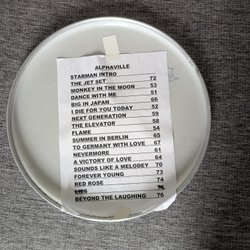 ALPHAVILLE
STARMAN INTRO
THE JET SET 72
MONKEY IN THE MOON 53
DANCE WITH ME 51
BIG IN JAPAN 66
I DIE FOR YOU TODAY 52
NEXT GENERATION 59
THE ELEVATOR 58
FLAME 54
SUMMER IN BERLIN 65
TO GERMANY WITH LOVE 67
NEVERMORE 61
A VICTORY OF LOVE 64
SOUNDS LIKE A MELODEY 70
FOREVER YOUNG 73
RED ROSE 74
BEYOND THE LAUGHING 76